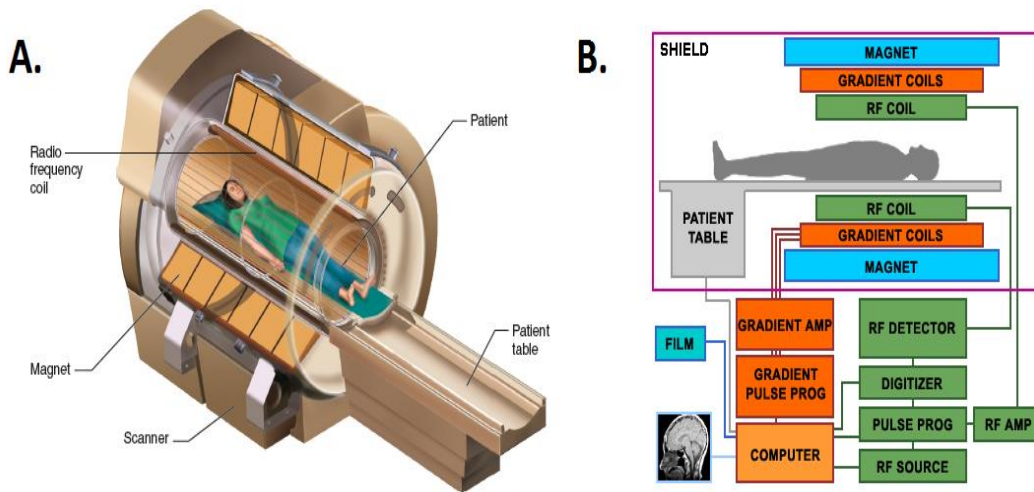 A.
Radio
frequency
coil
Patient
Magnet
Scanner
Patient
table
B.
SHIELD
MAGNET
GRADIENT COILS
RF COIL
PATIENT
TABLE
RF COIL
GRADIENT COILS
MAGNET
FILM
GRADIENT AMP
GRADIENT
PULSE PROG
COMPUTER
RF DETECTOR
DIGITIZER
PULSE PROG
RF AMP
RF SOURCE